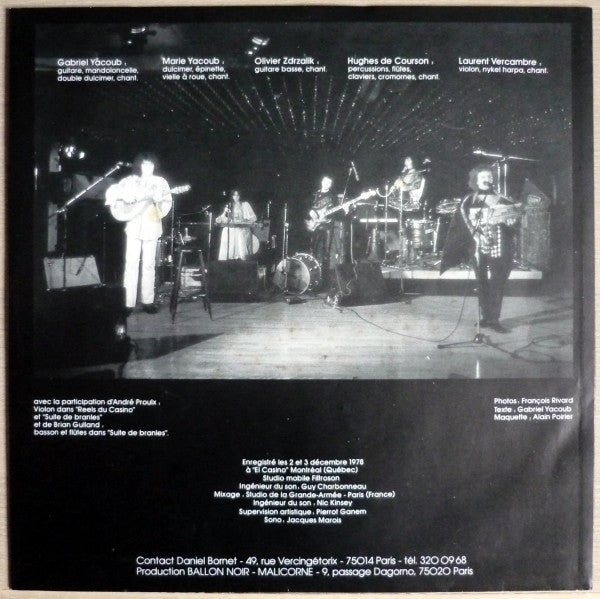 Gabriel Yacoub,
guitare, mandoloncelle,
double dulcimer, chant.
Marie Yacoub,
dulcimer, épinette,
vielle à roue, chant.
Olivier Zdrzalik,
guitare basse, chant.
Hughes de Courson,
percussions, flûtes,
claviers, cromornes, chant.
Laurent Vercambre,
violon, nykel harpa, chant.
avec la participation d'André Proulx,
Violon dans "Reels du Casino"
et "Suite de branles"
et de Brian Gulland,
basson et flûtes dans "Suite de branles".
Photos, François Rivard
Texte, Gabriel Yacoub
Maquette, Alain Poirier
Enregistré les 2 et 3 décembre 1978
à "El Casino" Montréal (Québec)
Studio mobile Filtroson
Ingénieur du son, Guy Charbonneau
Mixage, Studio de la Grande-Armée - Paris (France)
Ingénieur du son, Nic Kinsey
Supervision artistique, Pierrot Ganem
Sono, Jacques Marois
Contact Daniel Bornet - 49, rue Vercingétorix - 75014 Paris - tél. 320 09 68
Production BALLON NOIR - MALICORNE - 9, passage Dagorno, 75020 Paris